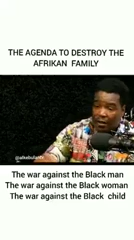 THE AGENDA TO DESTROY THE
AFRIKAN FAMILY
@alkebulantv
The war against the Black man
The war against the Black woman
The war against the Black child